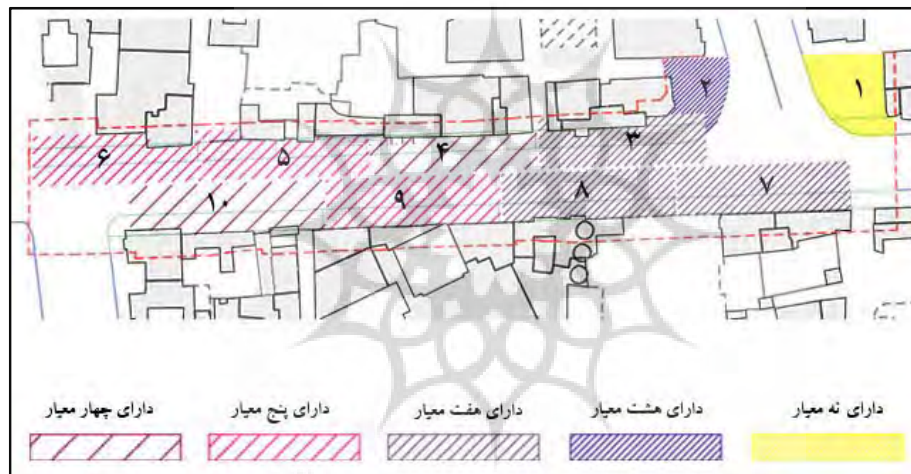 ۱
۲
۳
۴
۵
۶
۷
۸
۹
۱۰
دارای نه معیار
دارای هشت معیار
دارای هفت معیار
دارای پنج معیار
دارای چهار معیار